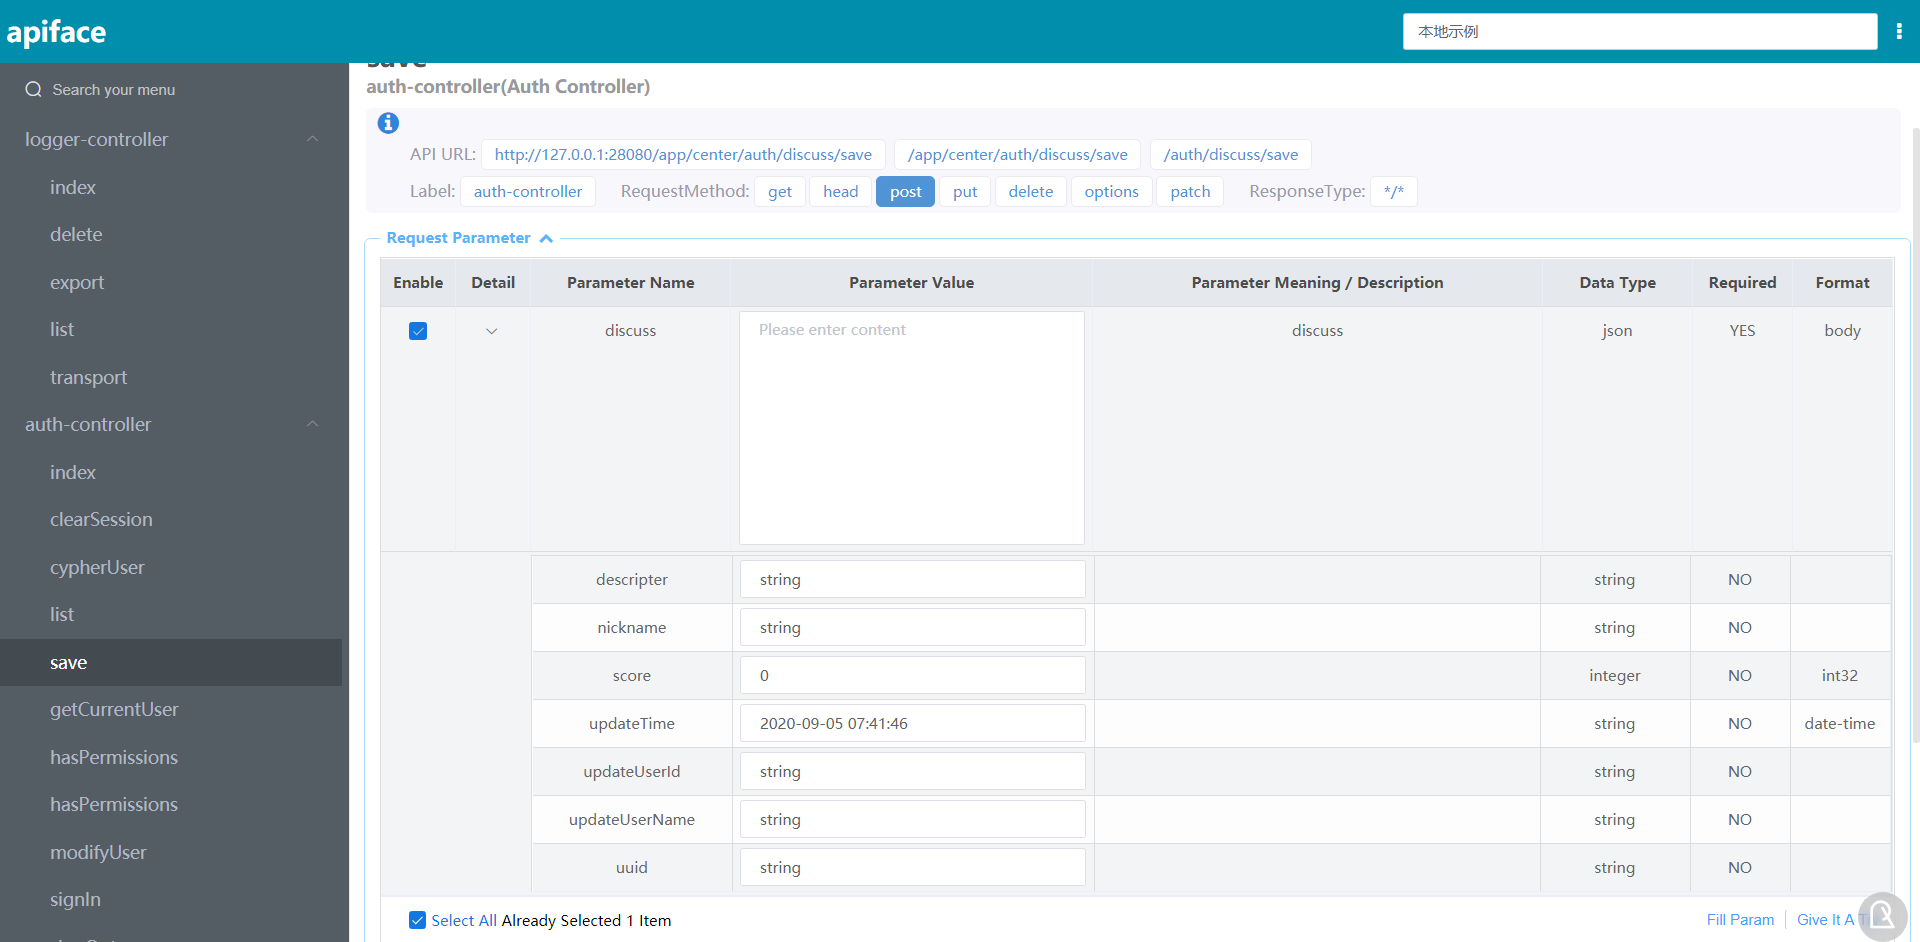 apiface
本地示例
Search your menu
logger-controller
index
delete
export
list
transport
auth-controller
index
clearSession
cypherUser
list
save
getCurrentUser
hasPermissions
hasPermissions
modifyUser
signIn
save
auth-controller(Auth Controller)
API URL: http://127.0.0.1:28080/app/center/auth/discuss/save /app/center/auth/discuss/save /auth/discuss/save
Label: auth-controller RequestMethod: get head post put delete options patch ResponseType: */*
Request Parameter
Enable Detail Parameter Name Parameter Value Parameter Meaning / Description Data Type Required Format
discuss Please enter content discuss json YES body
descripter string string NO
nickname string string NO
score 0 integer NO int32
updateTime 2020-09-05 07:41:46 string NO date-time
updateUserId string string NO
updateUserName string string NO
uuid string string NO
Select All Already Selected 1 Item
Fill Param Give It A